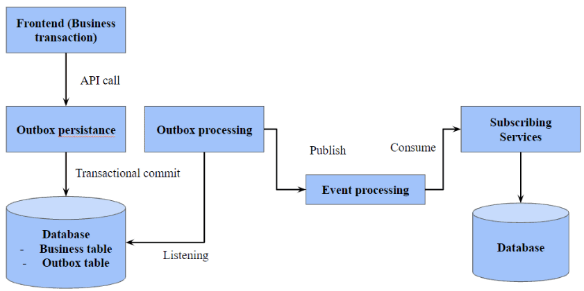 Frontend (Business
transaction)
API call
Outbox persistance
Outbox processing
Subscribing
Services
Publish
Consume
Transactional commit
Event processing
Database
- Business table
- Outbox table
Listening
Database